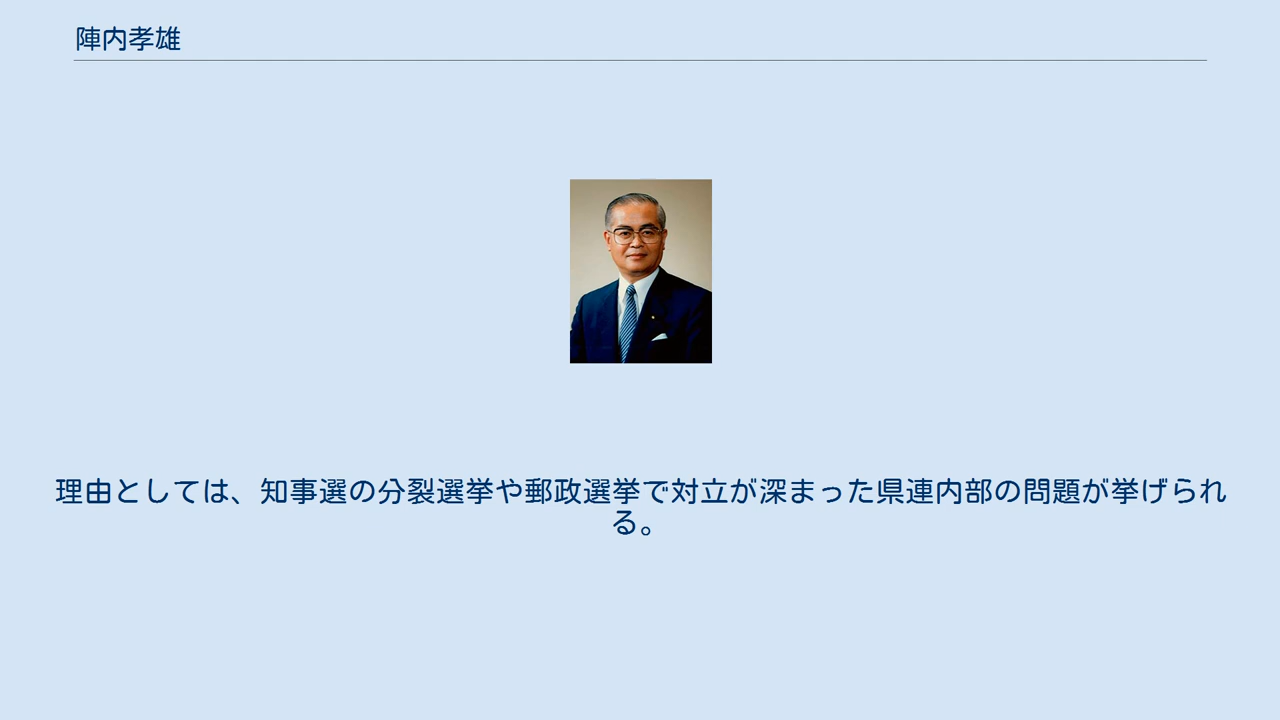 陣内孝雄
理由としては、知事選の分裂選挙や郵政選挙で対立が深まった県連内部の問題が挙げられ
る。